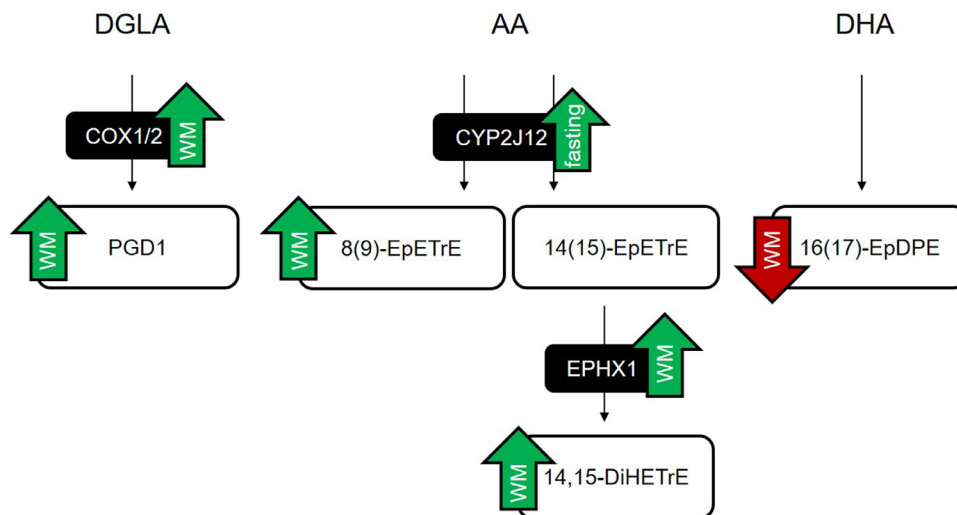 DGLA AA DHA
COX1/2 WM CYP2J12 fasting
WM PGD1 WM 8(9)-EpETrE 14(15)-EpETrE WM 16(17)-EpDPE
EPHX1 WM
WM 14,15-DiHETrE